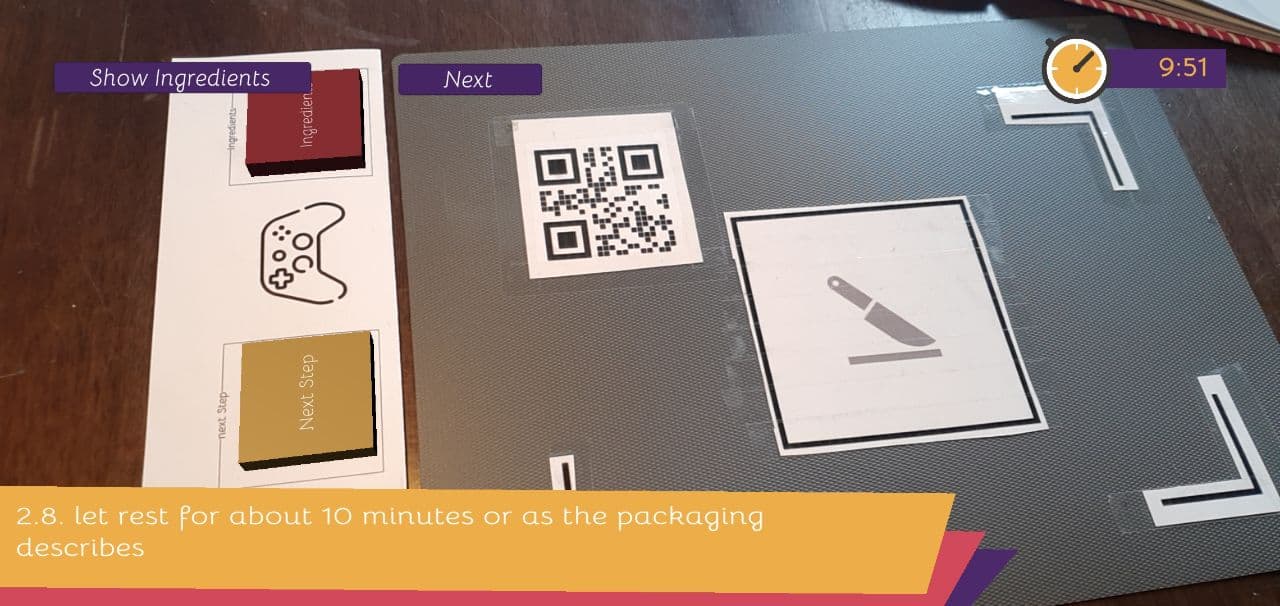 Show Ingredients
Next
9:51
Ingredients
Ingredien
next Step
Next Step
2.8. let rest for about 10 minutes or as the packaging
describes